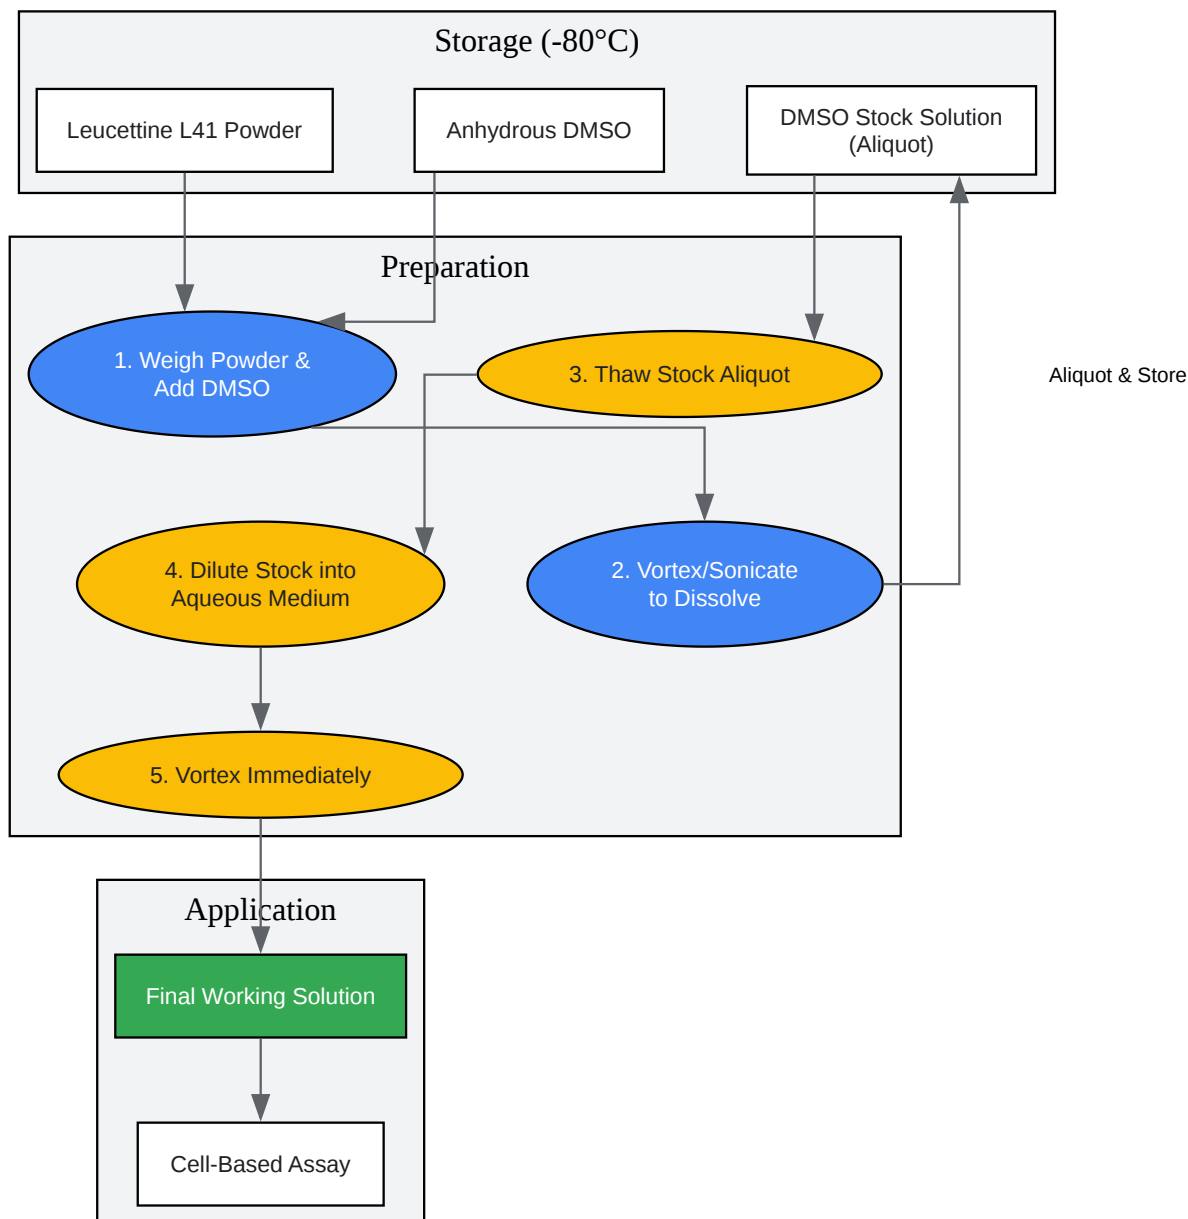 Storage (-80°C)
Leucettine L41 Powder
Anhydrous DMSO
DMSO Stock Solution
(Aliquot)
Preparation
1. Weigh Powder &
Add DMSO
3. Thaw Stock Aliquot
Aliquot & Store
4. Dilute Stock into
Aqueous Medium
2. Vortex/Sonicate
to Dissolve
5. Vortex Immediately
Application
Final Working Solution
Cell-Based Assay